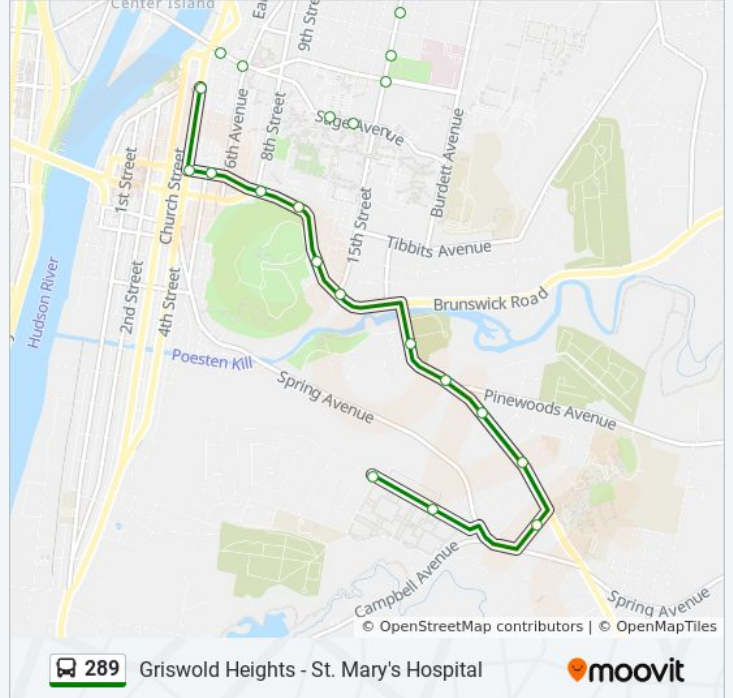 Center Island
Ea
9th Stre
6th Avenue
8th Street
Sage Avenue
Burdett Avenue
1st Street
Church Street
15th Street
Tibbits Avenue
Hudson River
2nd Street
4th Street
Brunswick Road
Poesten Kill
Spring Avenue
Pinewoods Avenue
Campbell Avenue
Spring Avenue
© OpenStreetMap contributors | © OpenMapTiles
289 Griswold Heights - St. Mary's Hospital
moovit